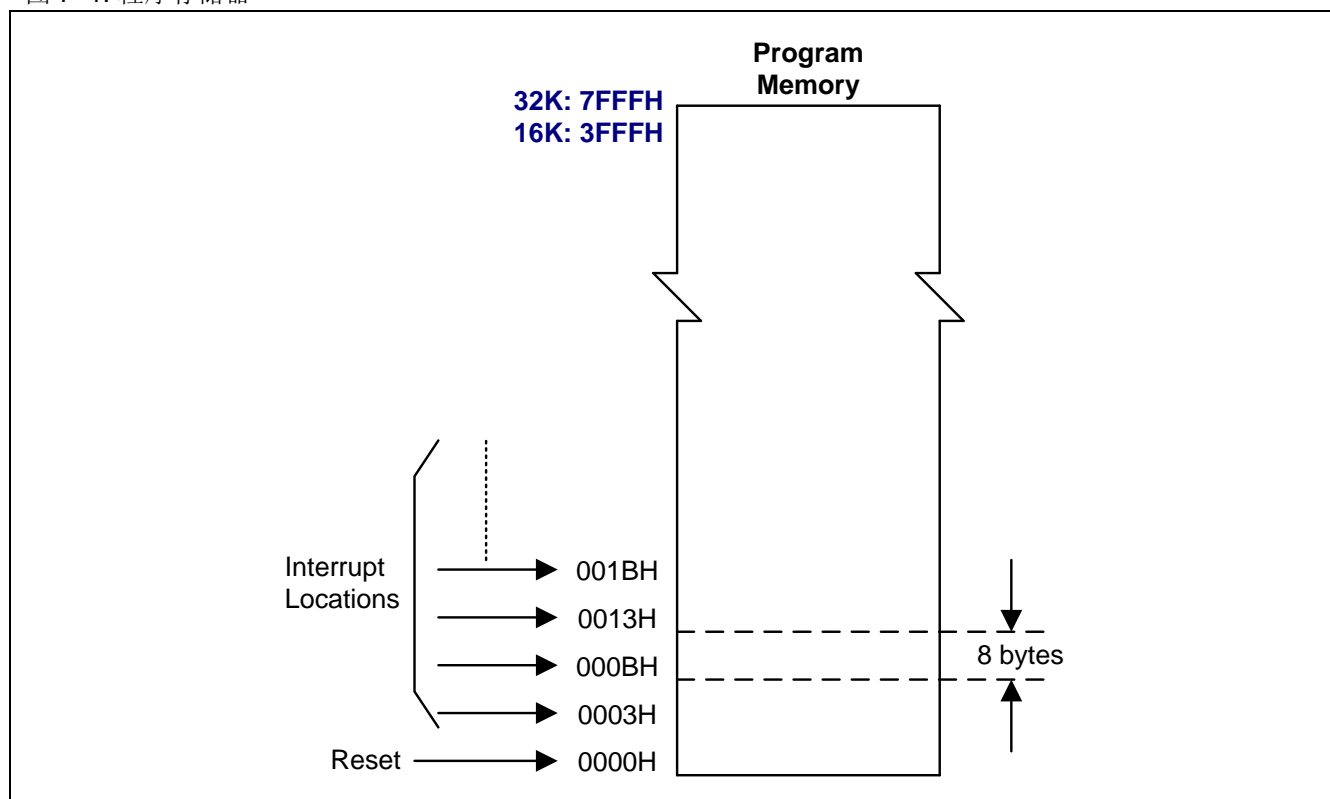 Program
Memory
32K: 7FFFH
16K: 3FFFH
Interrupt
Locations
001BH
0013H
000BH
0003H
Reset
0000H
8 bytes